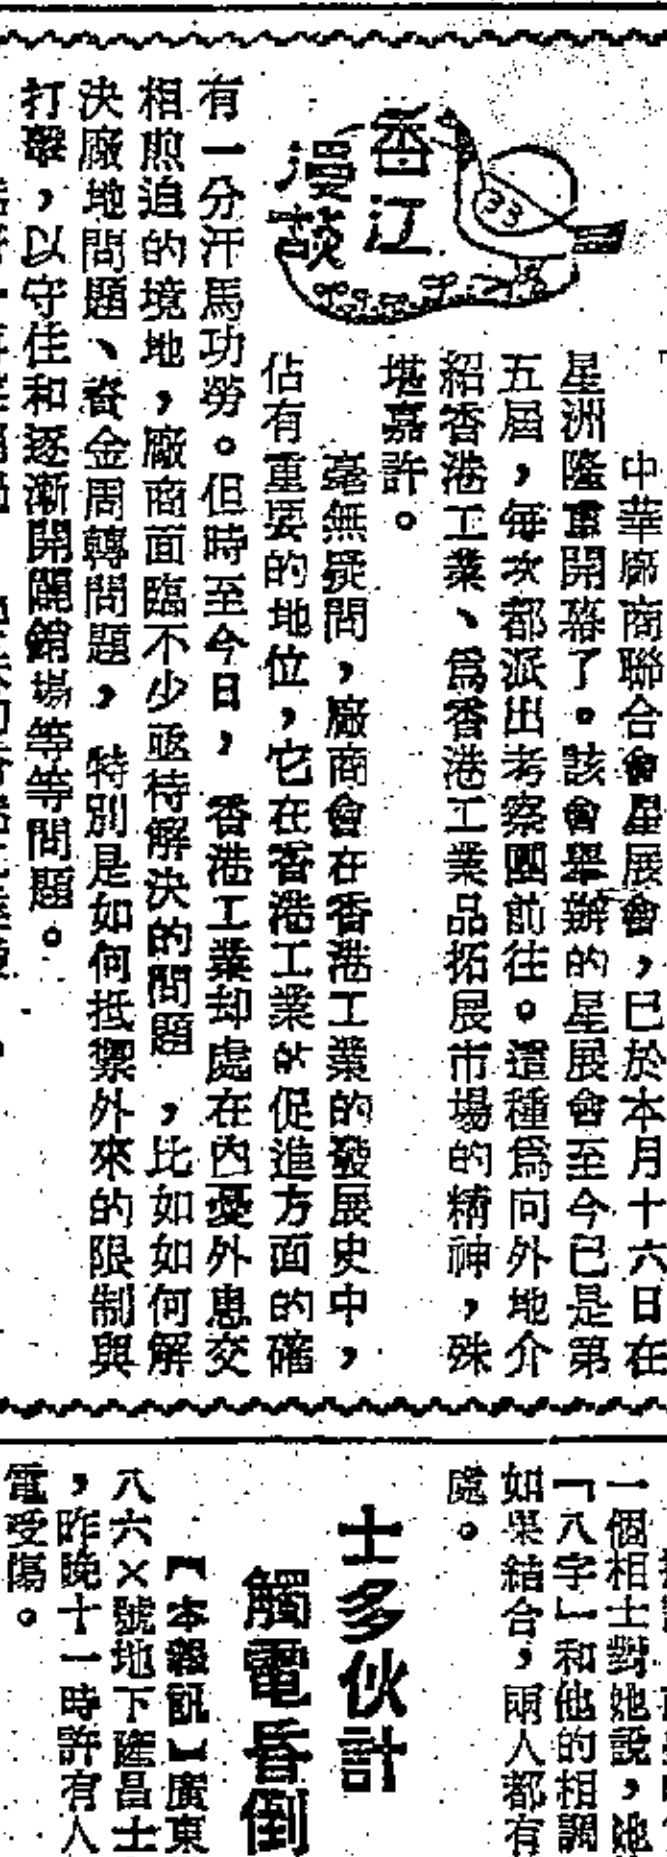 香江
漫談
33
中華廠商聯合會星展會，已於本月十六日在
星洲隆重開幕了。該會舉辦的星展會至今已是第
五屆，每次都派出考察團前往。這種爲向外地介
紹香港工業、爲香港工業品拓展市場的精神，殊
堪嘉許。
毫無疑問，廠商會在香港工業的發展史中，
佔有重要的地位，它在香港工業的促進方面的確
有一分汗馬功勞。但時至今日，香港工業却處在內憂外患交
相煎迫的境地，廠商面臨不少亟待解決的問題，比如如何解
決廠地問題、資金周轉問題，特別是如何抵禦外來的限制與
打擊，以守住和逐漸開闢銷場等等問題。
一個相士對她說，她
「八字」和他的相調
如果結合，兩人都有
處。
士多伙計
觸電昏倒
【本報訊】廣東
八六×號地下隆昌士
，昨晚十一時許有人
電受傷。